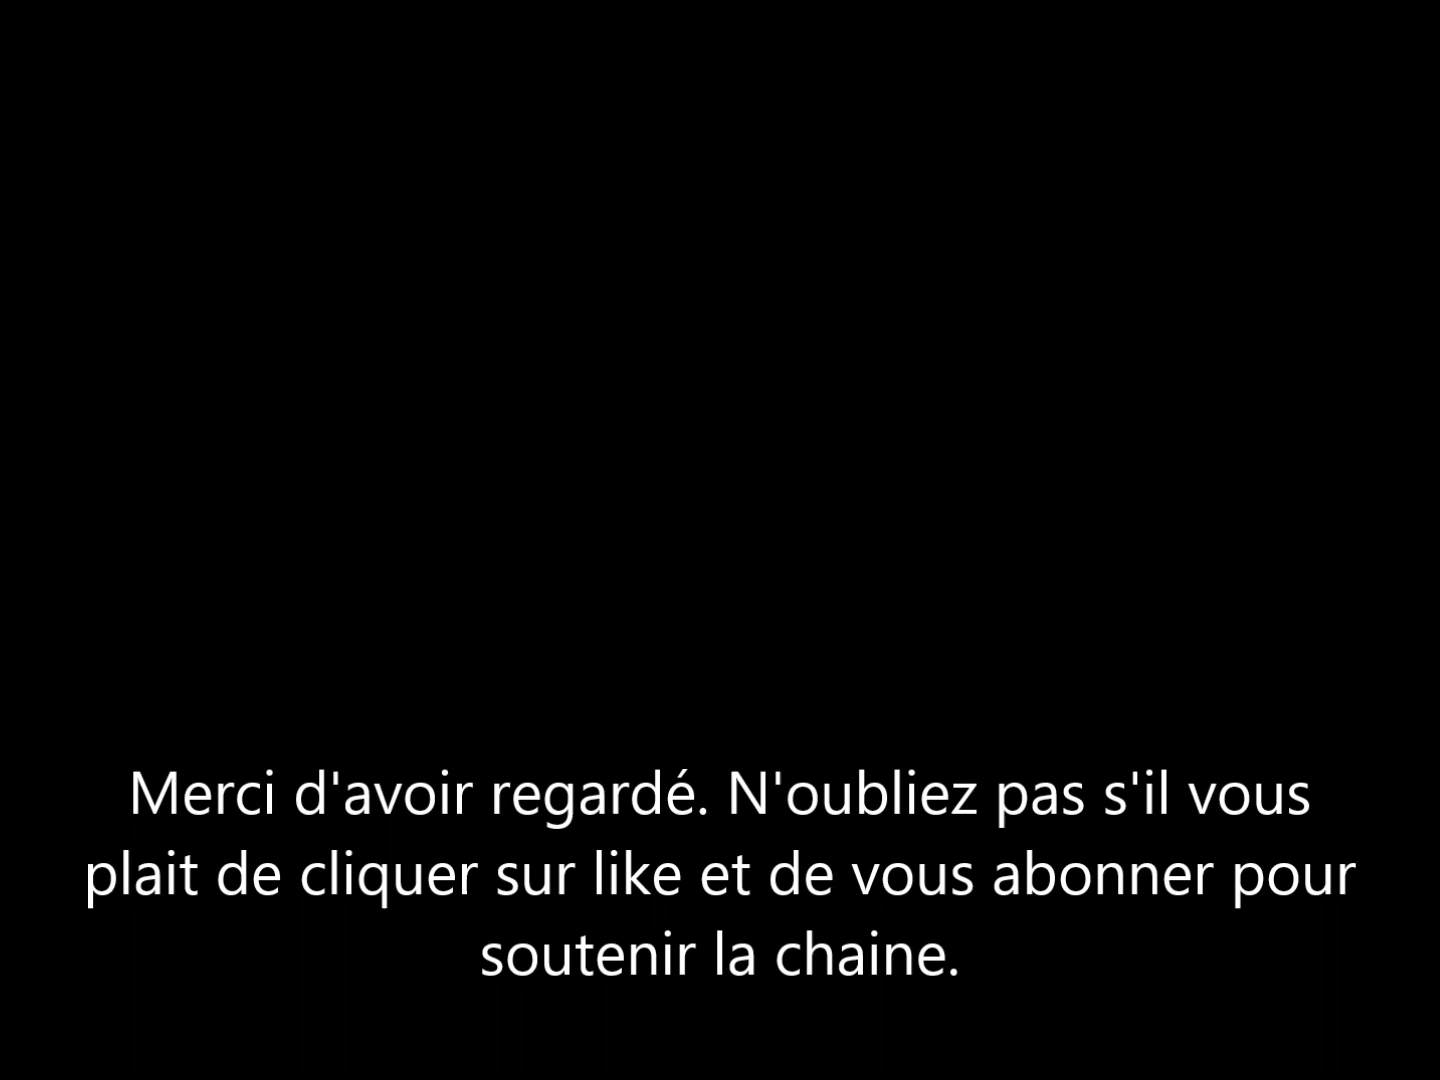 Merci d'avoir regardé. N'oubliez pas s'il vous
plait de cliquer sur like et de vous abonner pour
soutenir la chaine.